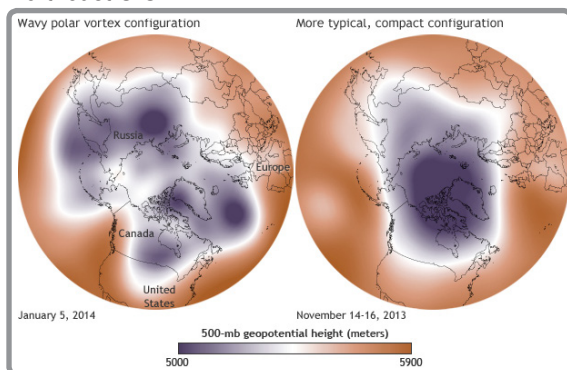 Wavy polar vortex configuration
More typical, compact configuration
Russia
Europe
Canada
United
States
January 5, 2014
November 14-16, 2013
500-mb geopotential height (meters)
5000
5900